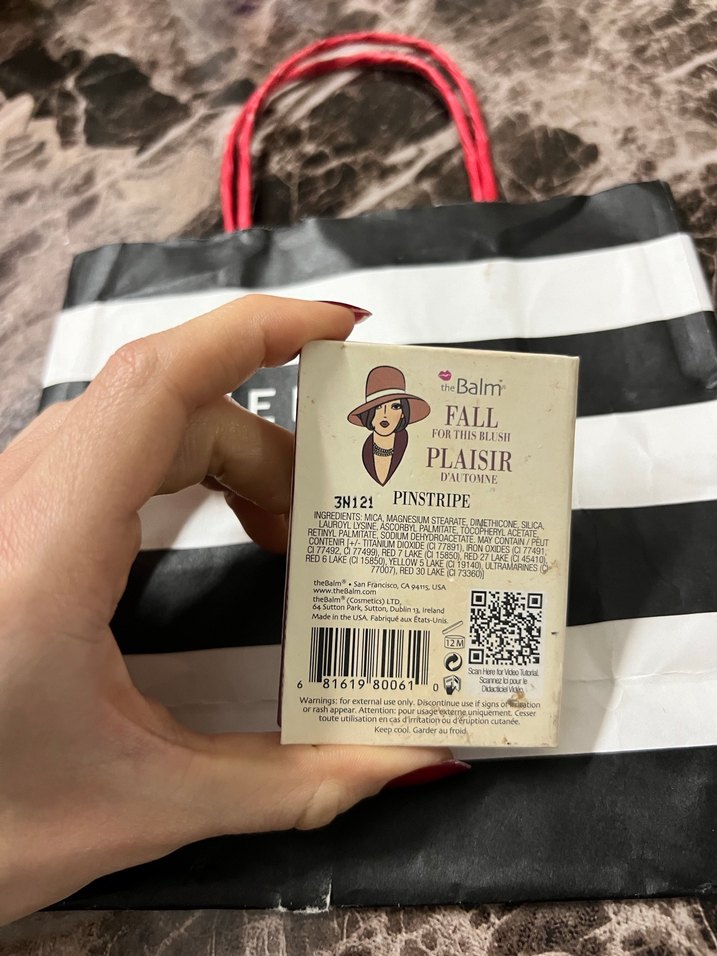 E
the Balm®
FALL
FOR THIS BLUSH
PLAISIR
D'AUTOMNE
3N121 PINSTRIPE
INGREDIENTS: MICA, MAGNESIUM STEARATE, DIMETHICONE, SILICA,
LAUROYL LYSINE, ASCORBYL PALMITATE, TOCOPHERYL ACETATE,
RETINYL PALMITATE, SODIUM DEHYDROACETATE. MAY CONTAIN / PEUT
CONTENIR [+/- TITANIUM DIOXIDE (CI 77891), IRON OXIDES (CI 77491,
CI 77492, CI 77499), RED 7 LAKE (CI 15850), RED 27 LAKE (CI 45410),
RED 6 LAKE (CI 15850), YELLOW 5 LAKE (CI 19140), ULTRAMARINES (CI
77007), RED 30 LAKE (CI 73360)]
theBalm® • San Francisco, CA 94115, USA
www.theBalm.com
theBalm® (Cosmetics) LTD,
64 Sutton Park, Sutton, Dublin 13, Ireland
Made in the USA. Fabriqué aux États-Unis.
12 M
6 81619 80061 0
Scan Here for Video Tutorial.
Scannez Ici pour le
Didacticiel Vidéo.
Warnings: for external use only. Discontinue use if signs of irritation
or rash appear. Attention: pour usage externe uniquement. Cesser
toute utilisation en cas d'irritation ou d'éruption cutanée.
Keep cool. Garder au froid